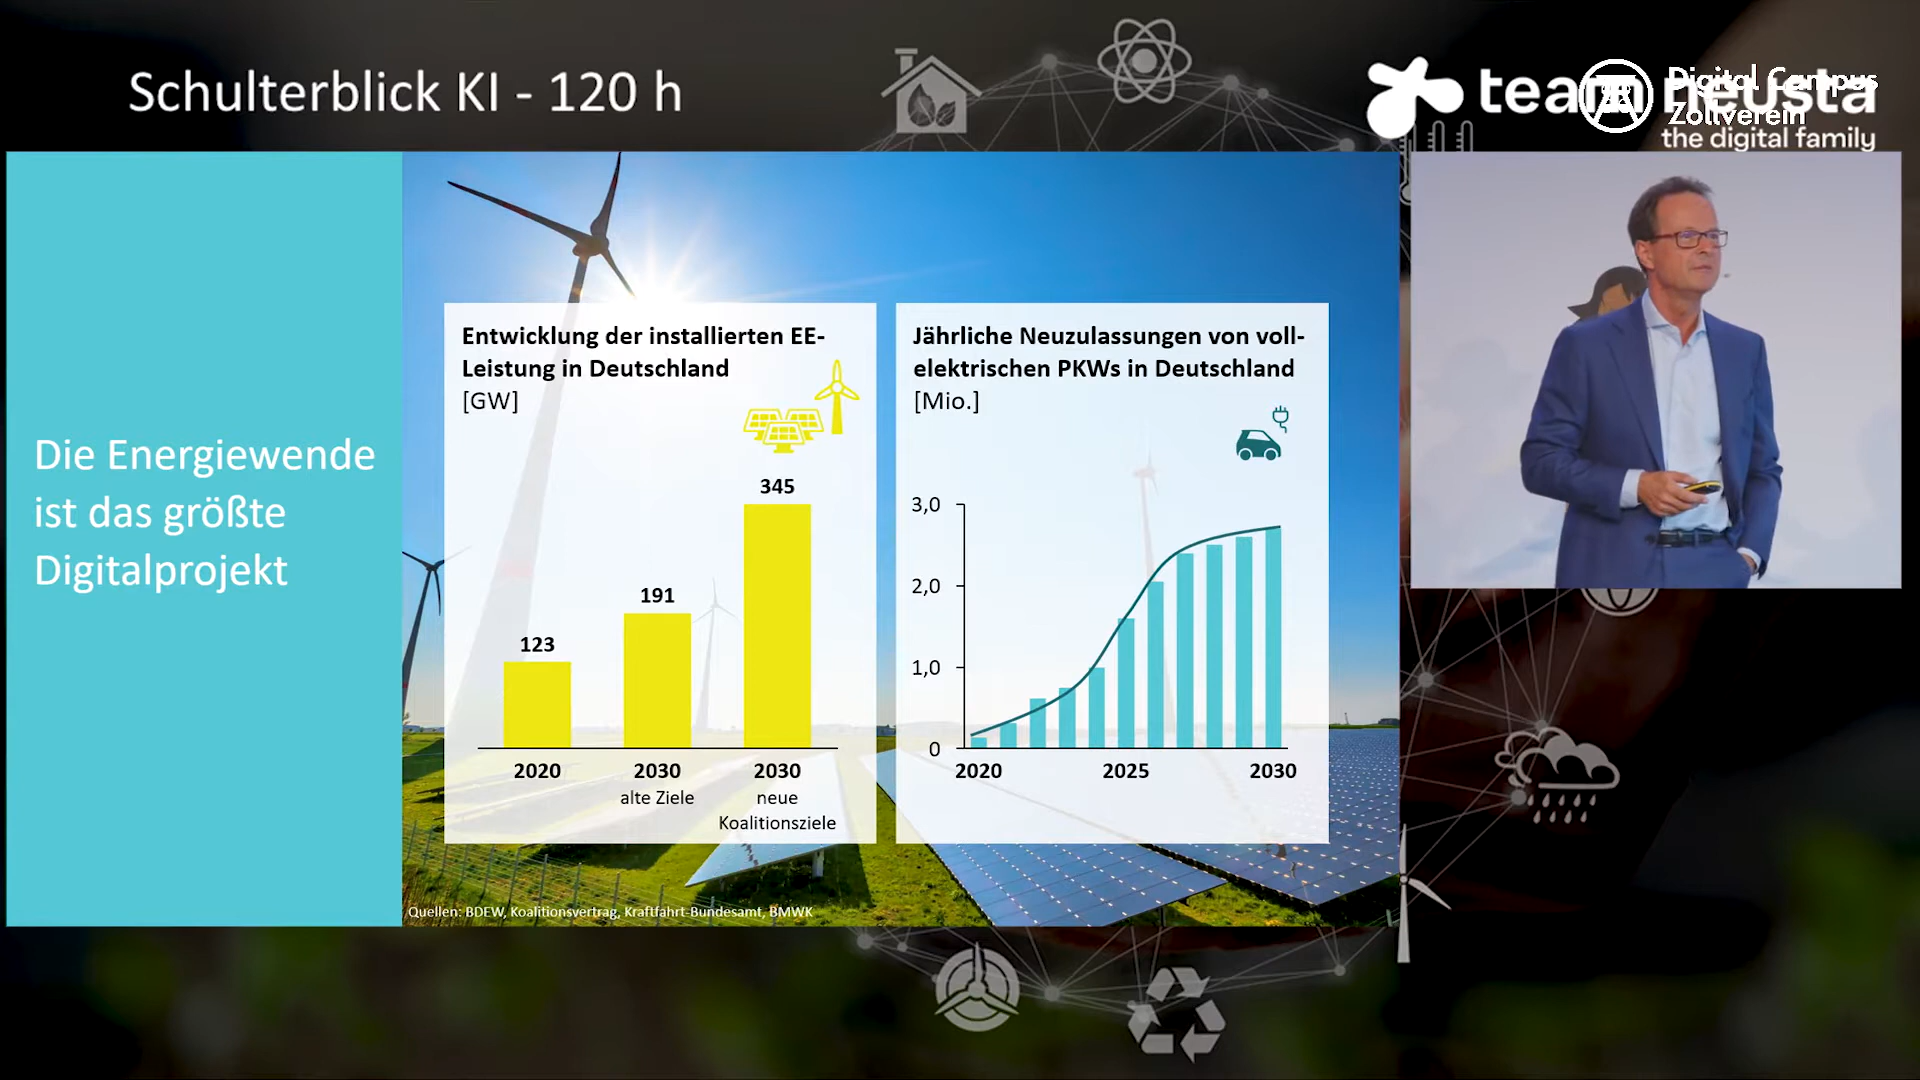 Schulterblick KI - 120 h
team neusta
the digital family
Digital Campus
Zollverein
Die Energiewende
ist das größte
Digitalprojekt
Entwicklung der installierten EE-
Leistung in Deutschland
[GW]
345
191
123
2020
2030
2030
alte Ziele
neue
Koalitionsziele
Jährliche Neuzulassungen von voll-
elektrischen PKWs in Deutschland
[Mio.]
3,0
2,0
1,0
0
2020
2025
2030
Quellen: BDEW, Koalitionsvertrag, Kraftfahrt-Bundesamt, BMWK